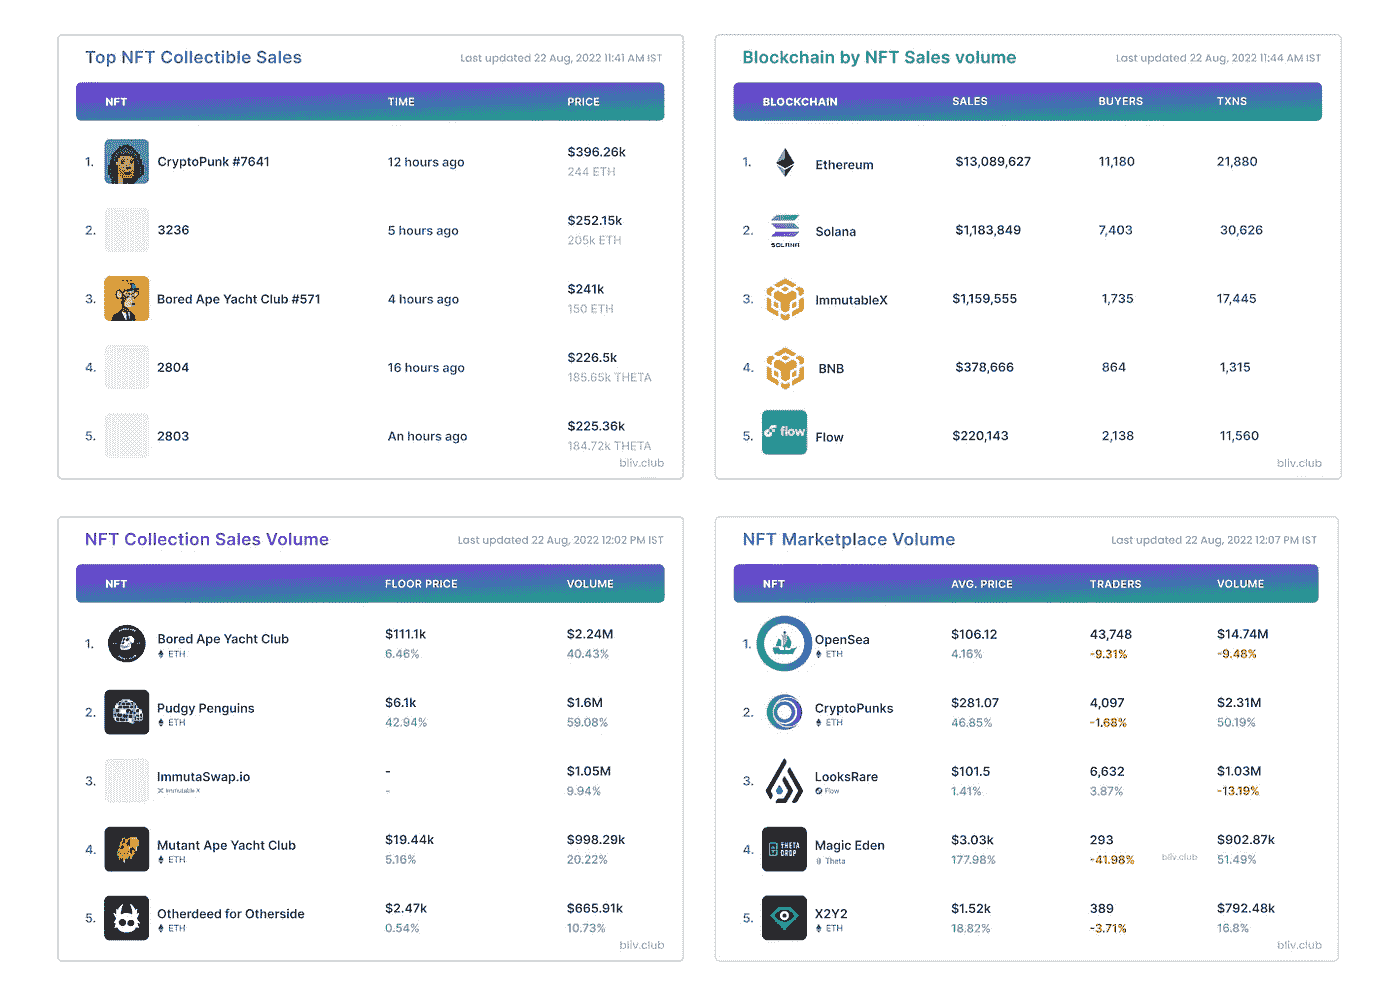 Top NFT Collectible Sales Last updated 22 Aug, 2022 11:41 AM IST
NFT TIME PRICE
1. CryptoPunk #7641 12 hours ago $396.26k
244 ETH
2. 3236 5 hours ago $252.15k
205k ETH
3. Bored Ape Yacht Club #571 4 hours ago $241k
150 ETH
4. 2804 16 hours ago $226.5k
185.65k THETA
5. 2803 An hours ago $225.36k
184.72k THETA
bliv.club
Blockchain by NFT Sales volume Last updated 22 Aug, 2022 11:44 AM IST
BLOCKCHAIN SALES BUYERS TXNS
1. Ethereum $13,089,627 11,180 21,880
2. Solana $1,183,849 7,403 30,626
SOLANA
3. ImmutableX $1,159,555 1,735 17,445
4. BNB $378,666 864 1,315
5. flow Flow $220,143 2,138 11,560
bliv.club
NFT Collection Sales Volume Last updated 22 Aug, 2022 12:02 PM IST
NFT FLOOR PRICE VOLUME
1. Bored Ape Yacht Club $111.1k $2.24M
ETH 6.46% 40.43%
2. Pudgy Penguins $6.1k $1.6M
ETH 42.94% 59.08%
3. ImmutaSwap.io - $1.05M
Immutable X - 9.94%
4. Mutant Ape Yacht Club $19.44k $998.29k
ETH 5.16% 20.22%
5. Otherdeed for Otherside $2.47k $665.91k
ETH 0.54% 10.73%
bliv.club
NFT Marketplace Volume Last updated 22 Aug, 2022 12:07 PM IST
NFT AVG. PRICE TRADERS VOLUME
1. OpenSea $106.12 43,748 $14.74M
ETH 4.16% -9.31% -9.48%
2. CryptoPunks $281.07 4,097 $2.31M
ETH 46.85% -1.68% 50.19%
3. LooksRare $101.5 6,632 $1.03M
Flow 1.41% 3.87% -13.19%
4. THETA DROP Magic Eden $3.03k 293 $902.87k
Theta 177.98% -41.98% bliv.club 51.49%
5. X2Y2 $1.52k 389 $792.48k
ETH 18.82% -3.71% 16.8%
bliv.club